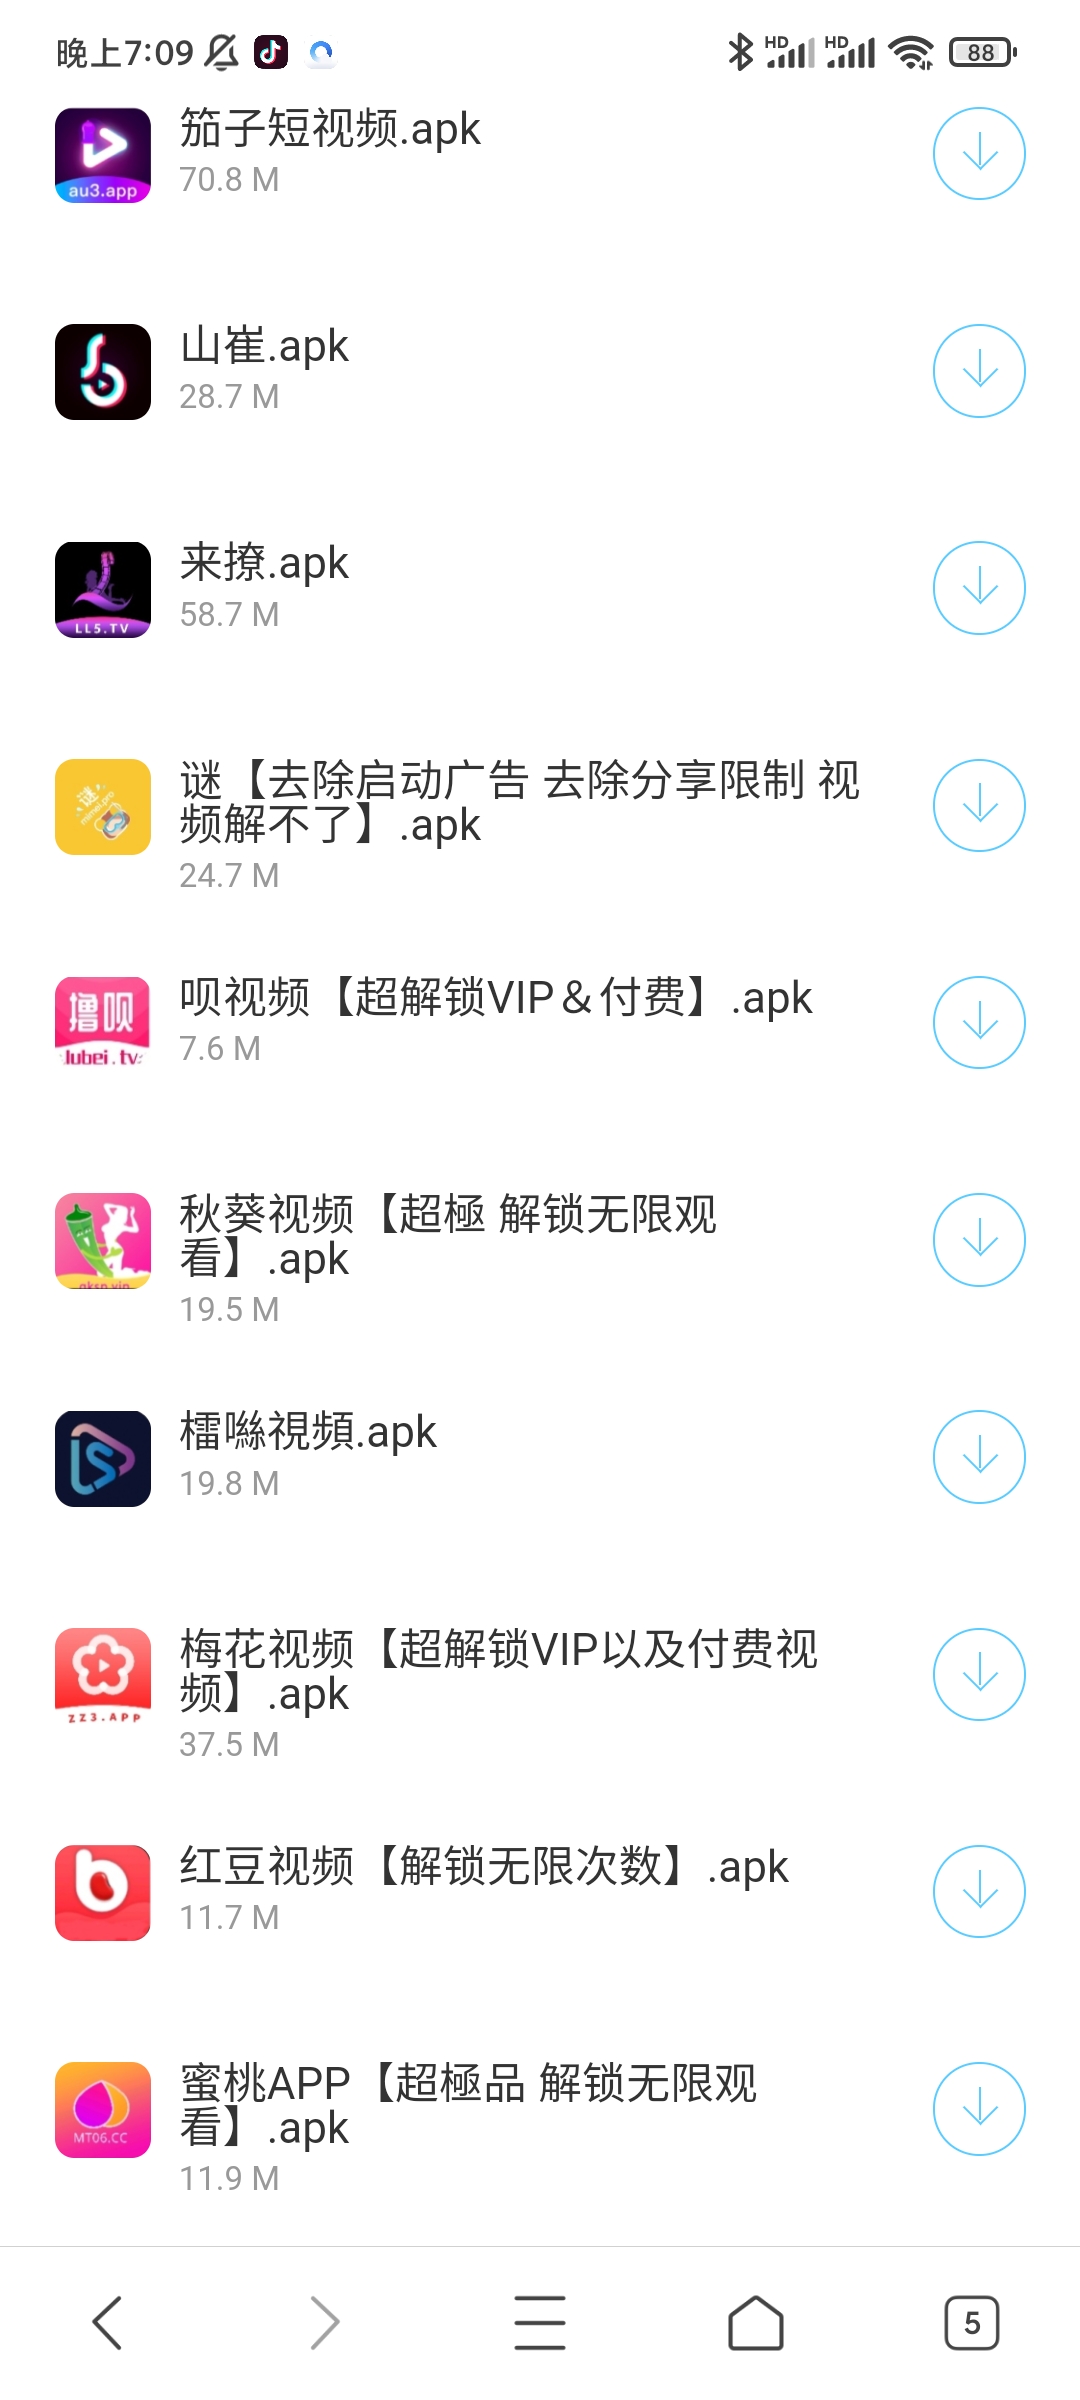 晚上7:09
HD
HD
88
茄子短视频.apk
70.8 M
au3.app
山崔.apk
28.7 M
来撩.apk
58.7 M
LL5.TV
谜【去除启动广告 去除分享限制 视
频解不了】.apk
24.7 M
谜
呗视频【超解锁VIP＆付费】.apk
7.6 M
撸呗
lubei.tv
秋葵视频【超極 解锁无限观
看】.apk
19.5 M
qksp.vip
櫺噝視頻.apk
19.8 M
梅花视频【超解锁VIP以及付费视
频】.apk
37.5 M
ZZ3.APP
红豆视频【解锁无限次数】.apk
11.7 M
蜜桃APP【超極品 解锁无限观
看】.apk
11.9 M
MT06.CC
5